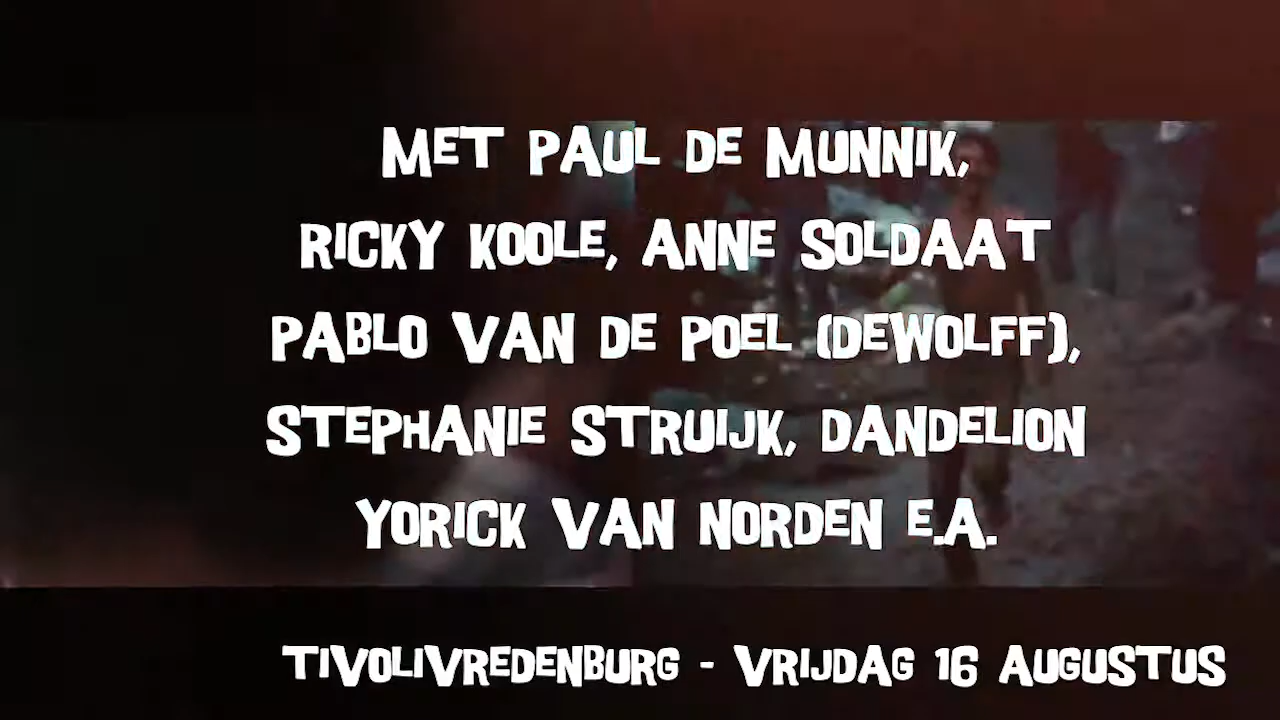 MET PAUL DE MUNNIK,
RICKY KOOLE, ANNE SOLDAAT
PABLO VAN DE POEL (DEWOLFF),
STEPHANIE STRUIJK, DANDELION
YORICK VAN NORDEN E.A.
TIVOLIVREDENBURG - VRIJDAG 16 AUGUSTUS